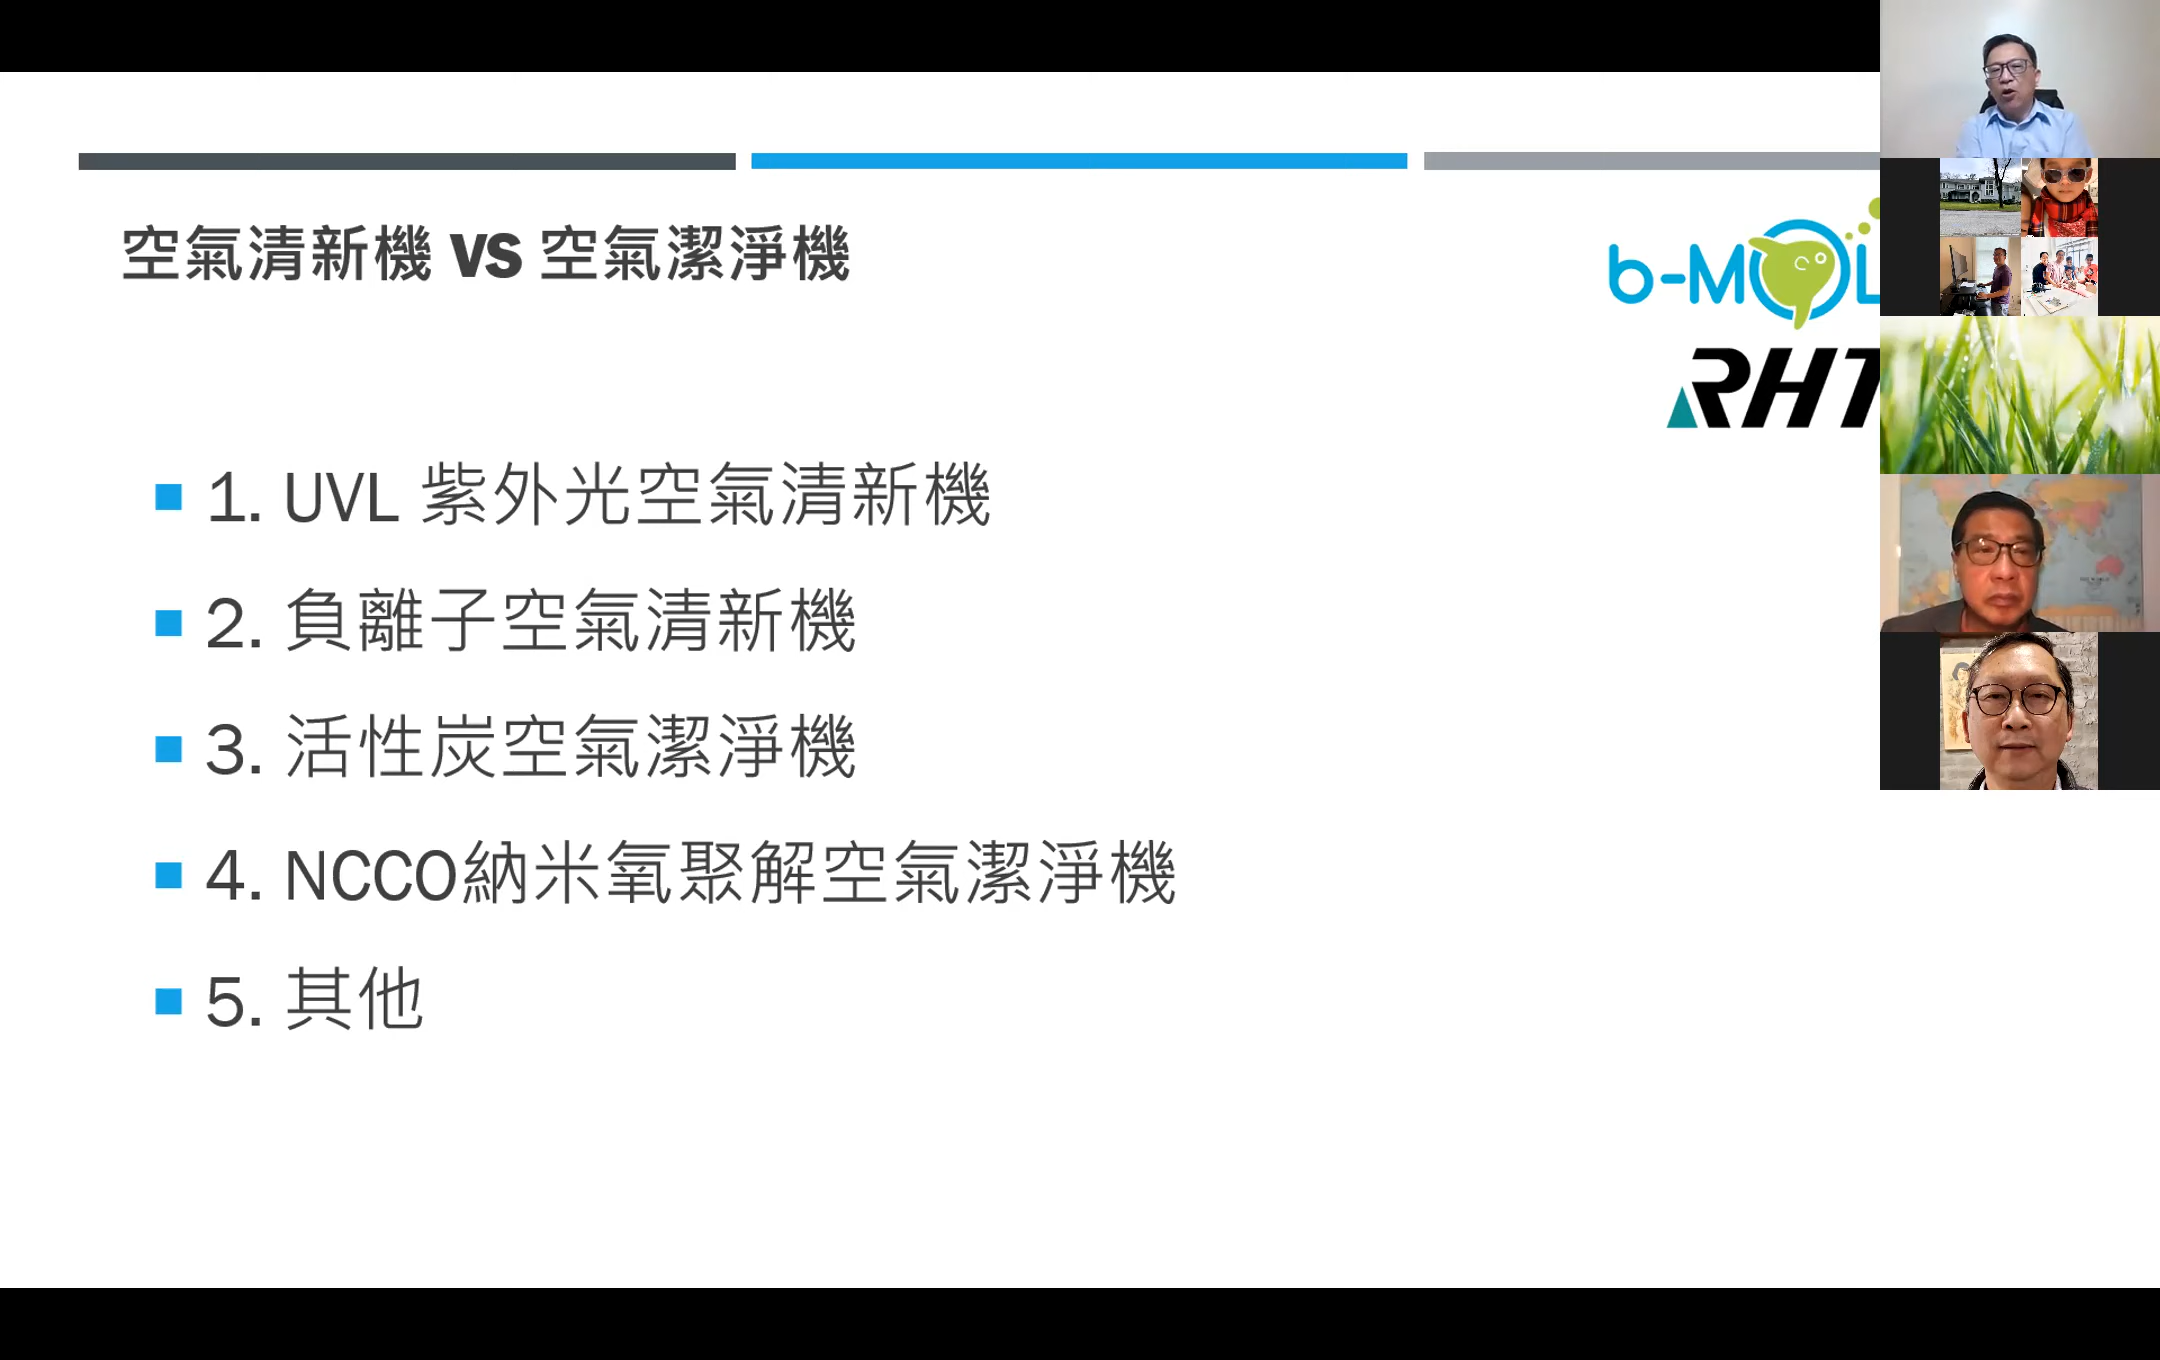 空氣清新機 VS 空氣潔淨機
b-MOL
RHT
1. UVL 紫外光空氣清新機
2. 負離子空氣清新機
3. 活性炭空氣潔淨機
4. NCCO納米氧聚解空氣潔淨機
5. 其他